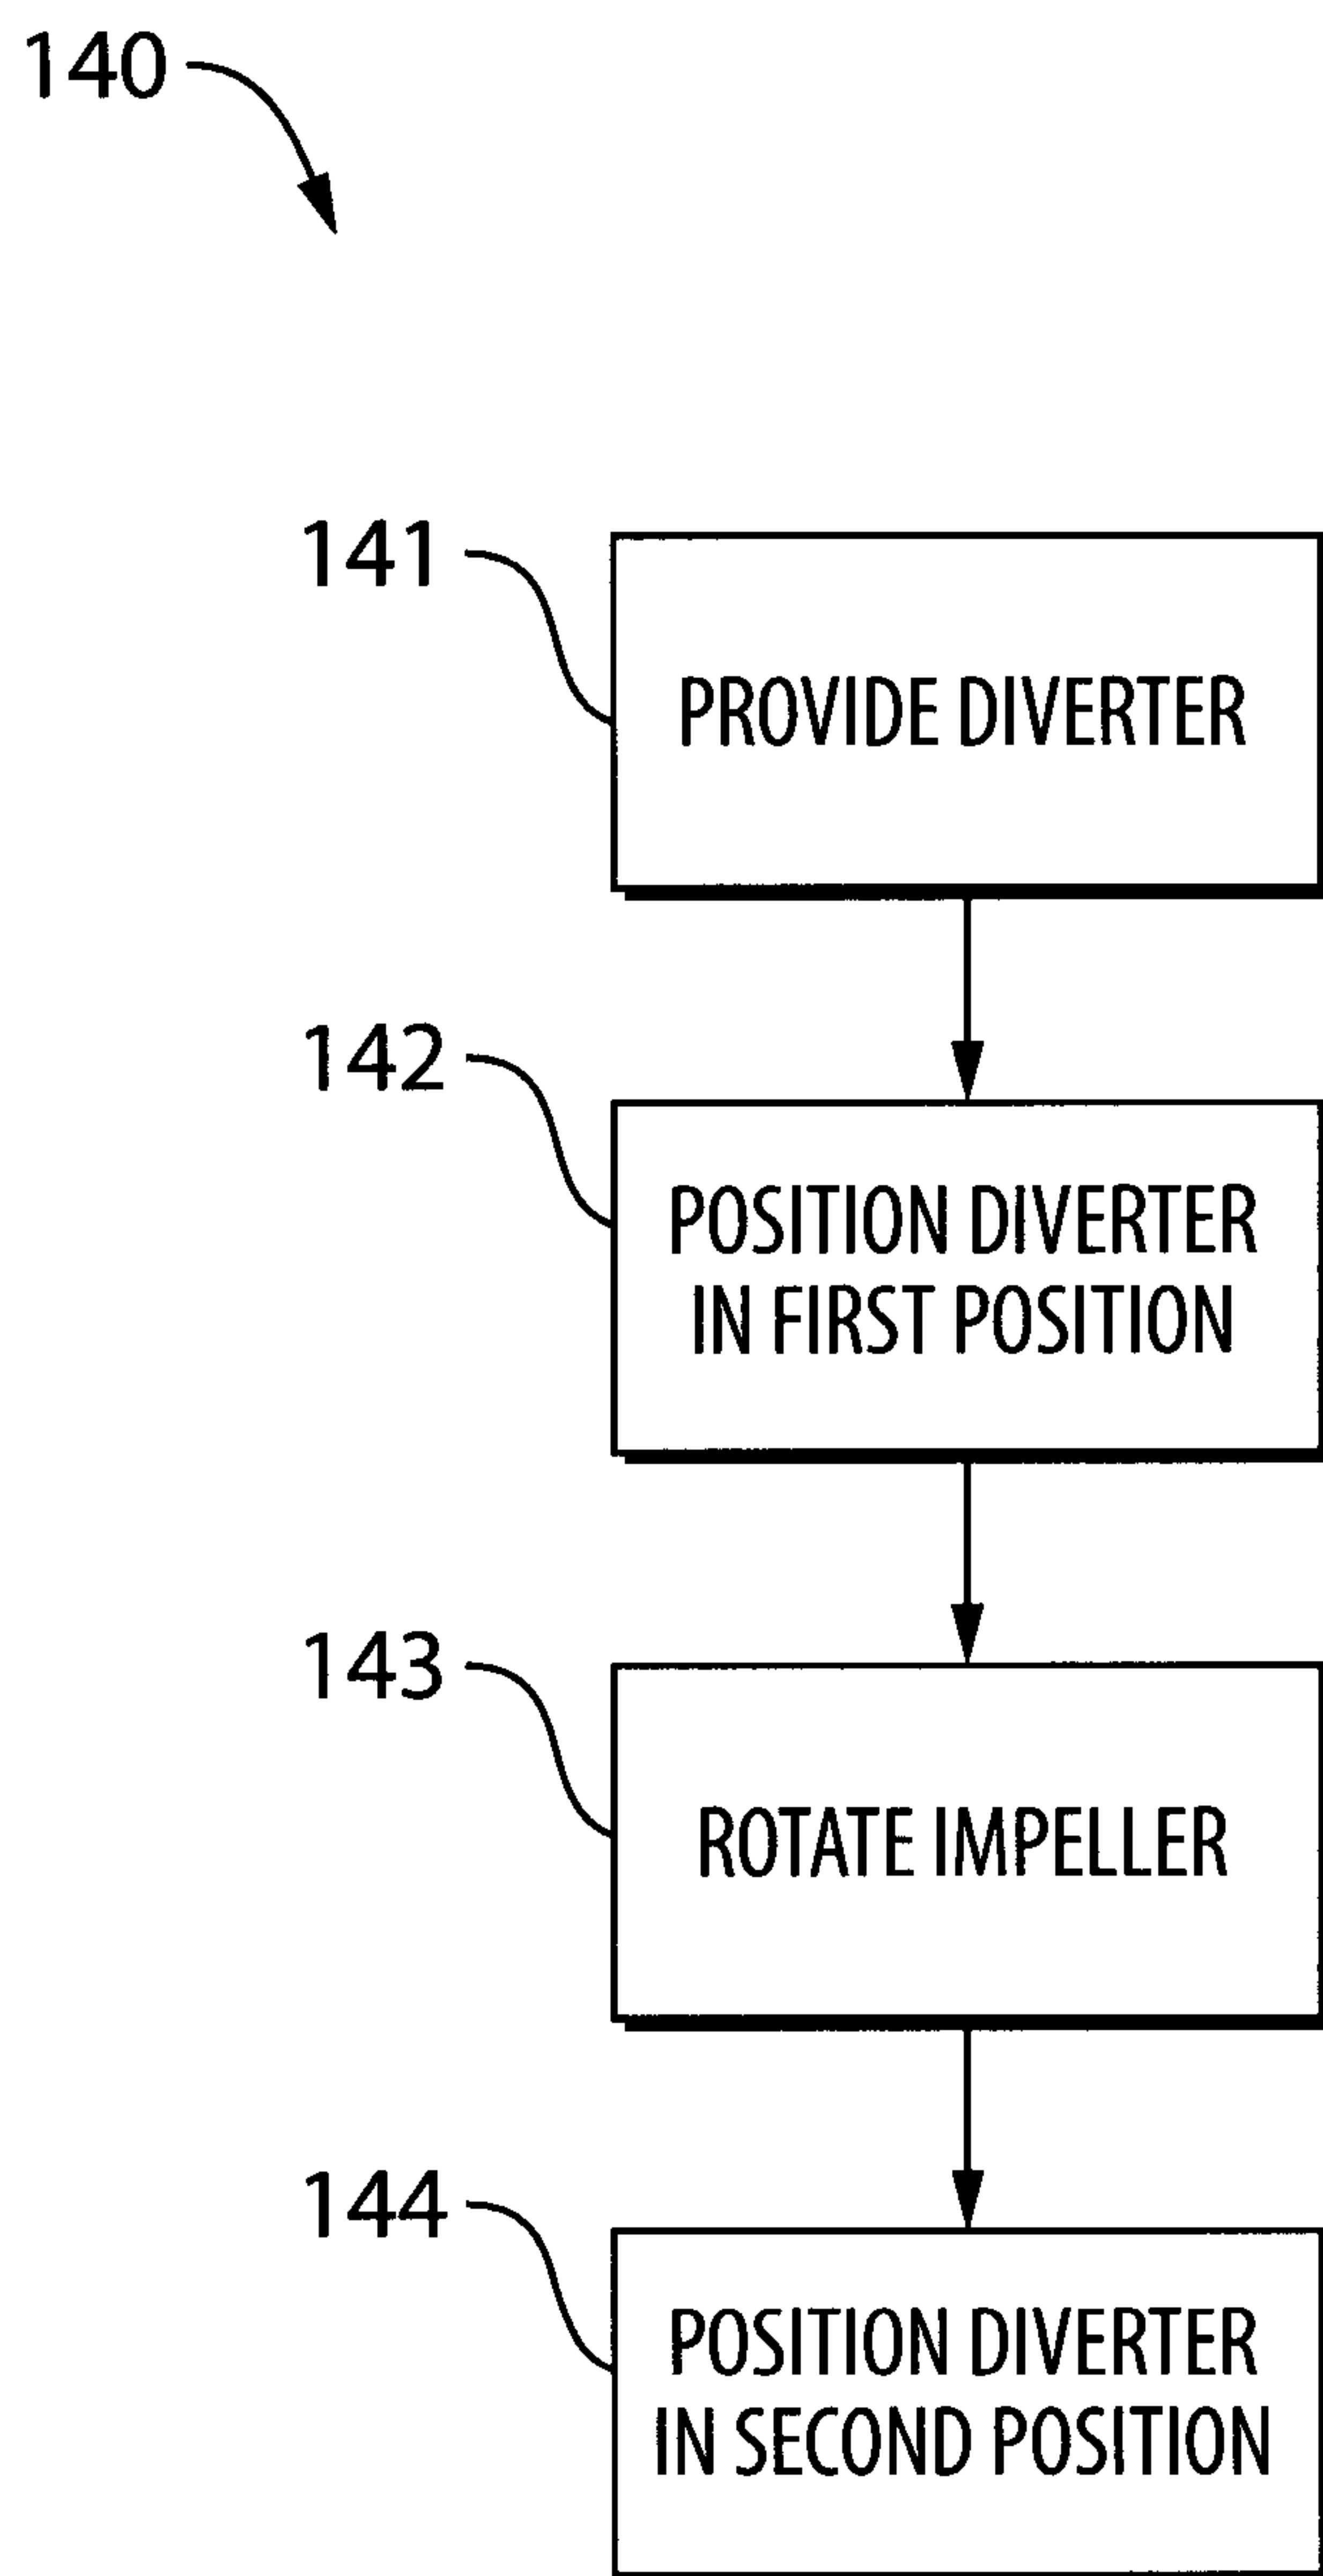 140
141
PROVIDE DIVERTER
142
POSITION DIVERTER
IN FIRST POSITION
143
ROTATE IMPELLER
144
POSITION DIVERTER
IN SECOND POSITION